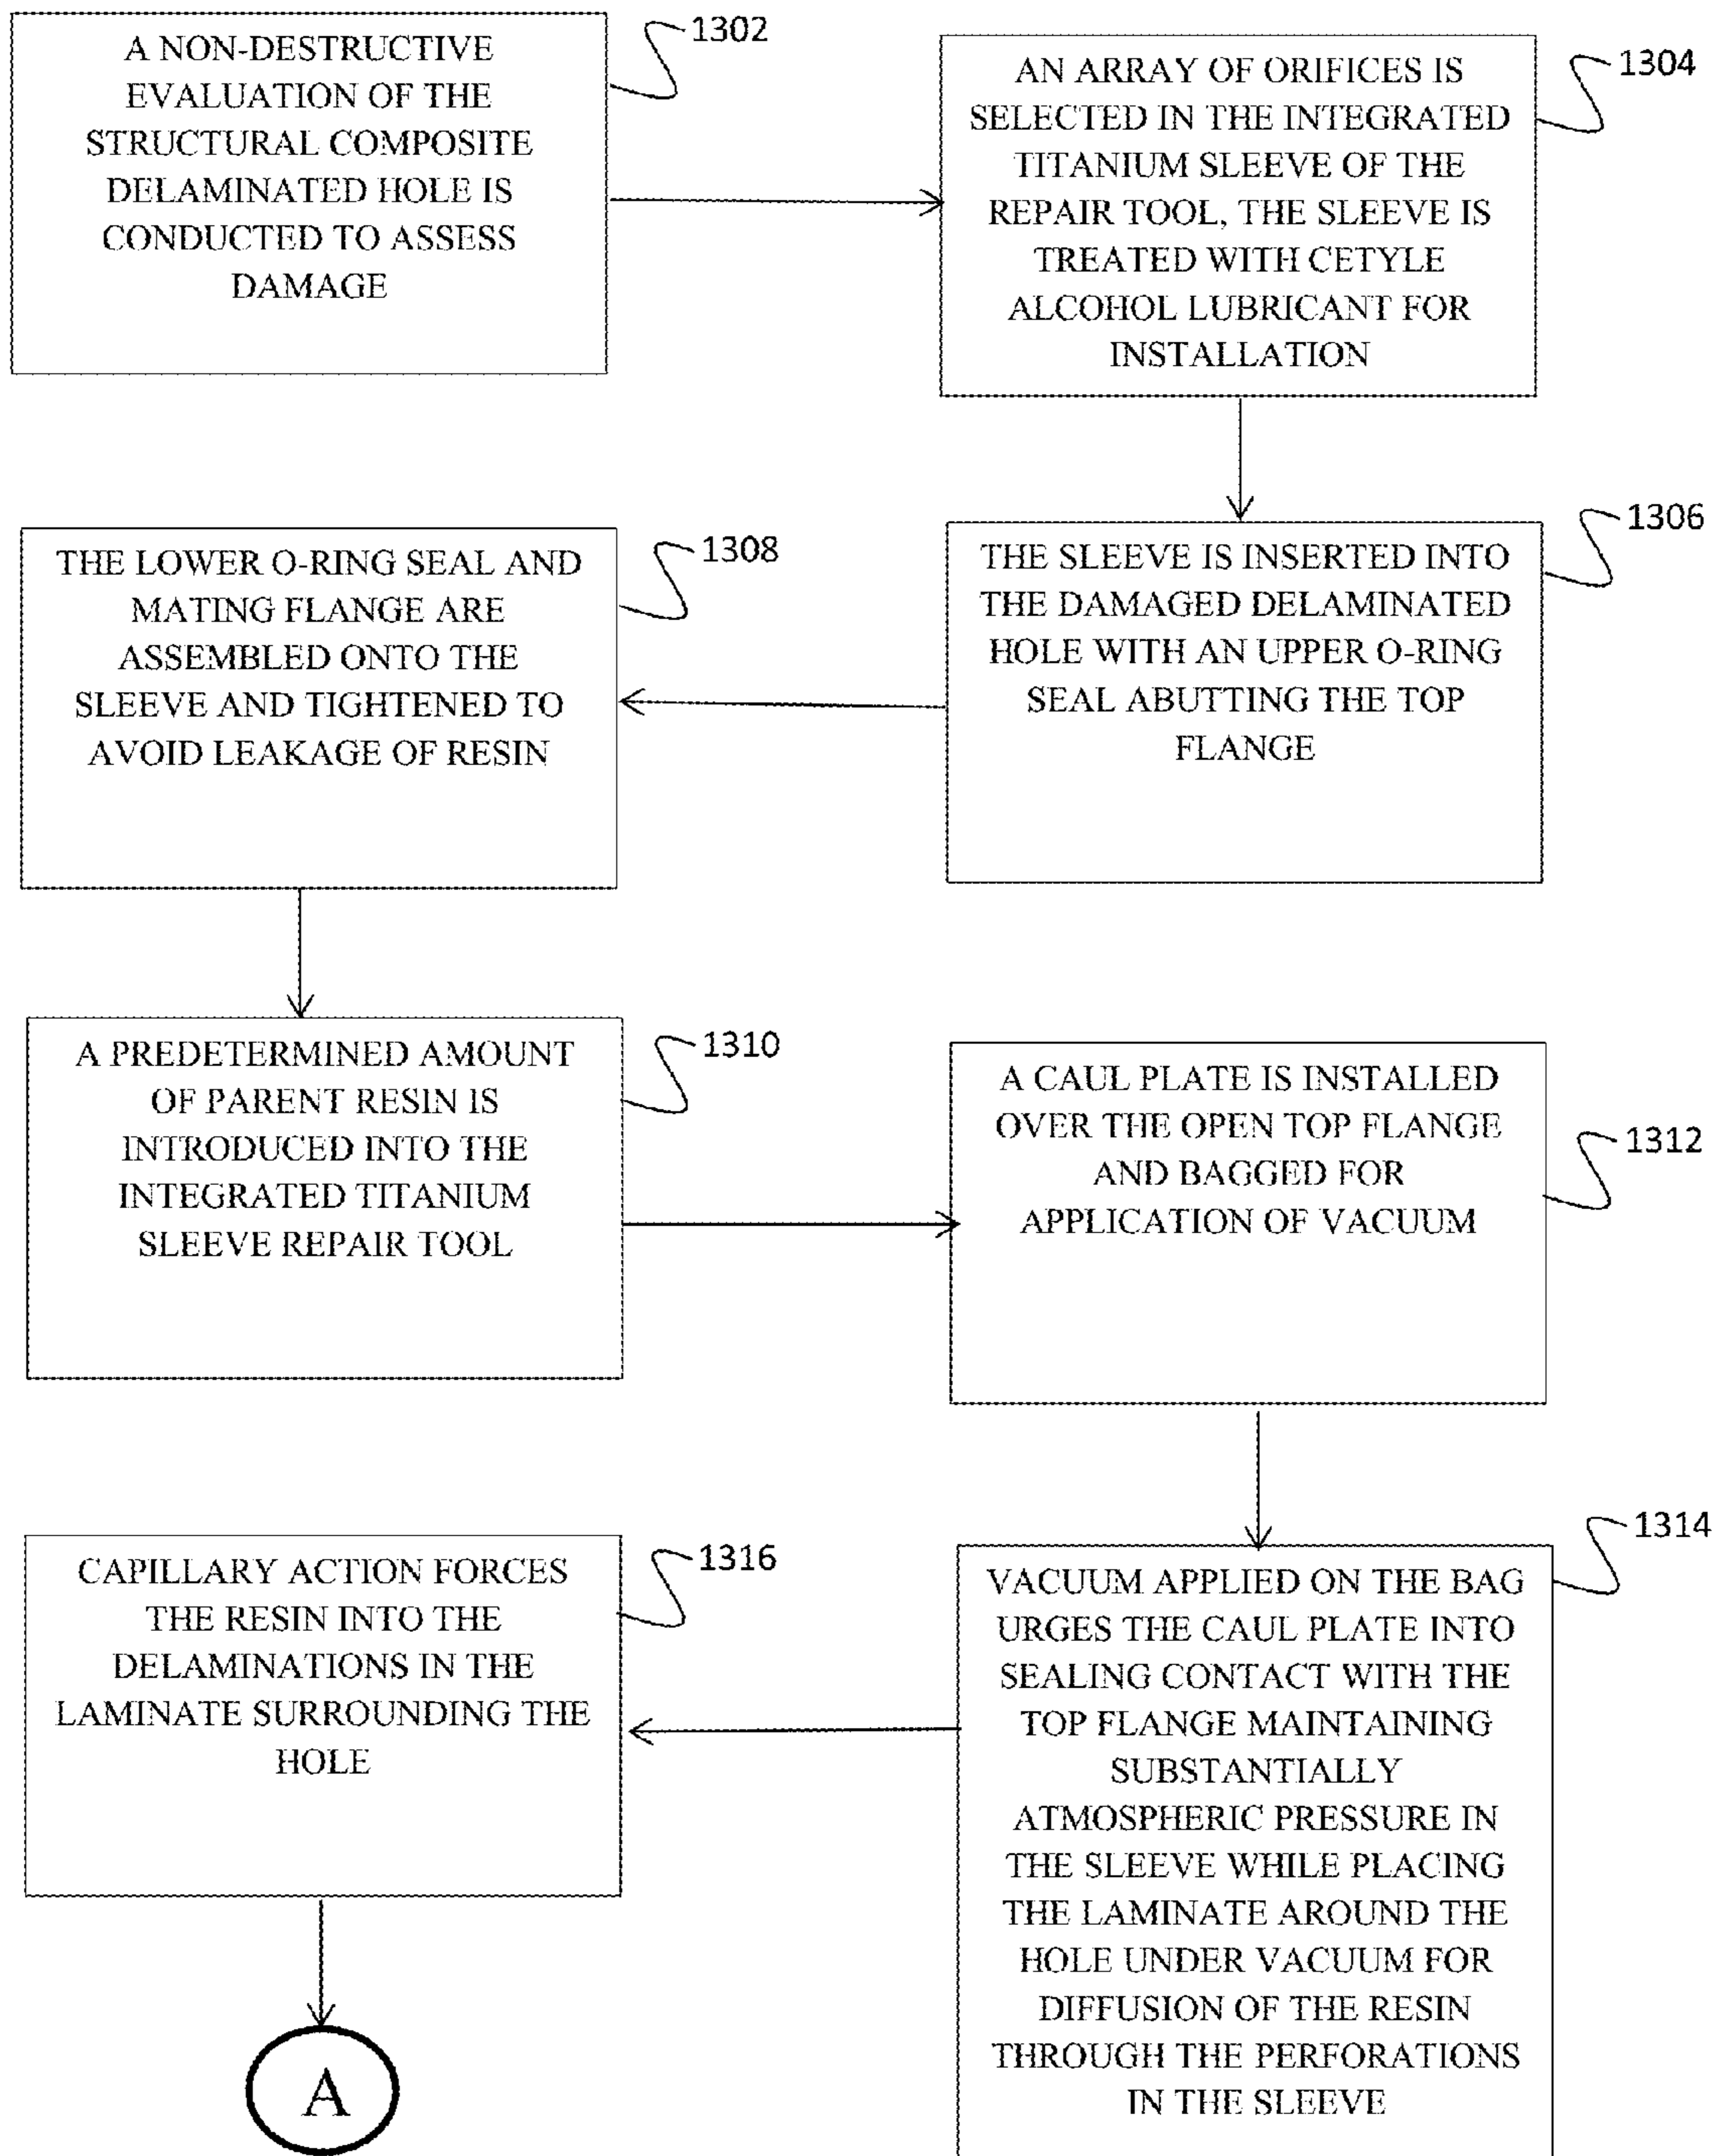 A NON-DESTRUCTIVE
EVALUATION OF THE
STRUCTURAL COMPOSITE
DELAMINATED HOLE IS
CONDUCTED TO ASSESS
DAMAGE
1302
AN ARRAY OF ORIFICES IS
SELECTED IN THE INTEGRATED
TITANIUM SLEEVE OF THE
REPAIR TOOL, THE SLEEVE IS
TREATED WITH CETYLE
ALCOHOL LUBRICANT FOR
INSTALLATION
1304
THE SLEEVE IS INSERTED INTO
THE DAMAGED DELAMINATED
HOLE WITH AN UPPER O-RING
SEAL ABUTTING THE TOP
FLANGE
1306
THE LOWER O-RING SEAL AND
MATING FLANGE ARE
ASSEMBLED ONTO THE
SLEEVE AND TIGHTENED TO
AVOID LEAKAGE OF RESIN
1308
A PREDETERMINED AMOUNT
OF PARENT RESIN IS
INTRODUCED INTO THE
INTEGRATED TITANIUM
SLEEVE REPAIR TOOL
1310
A CAUL PLATE IS INSTALLED
OVER THE OPEN TOP FLANGE
AND BAGGED FOR
APPLICATION OF VACUUM
1312
VACUUM APPLIED ON THE BAG
URGES THE CAUL PLATE INTO
SEALING CONTACT WITH THE
TOP FLANGE MAINTAINING
SUBSTANTIALLY
ATMOSPHERIC PRESSURE IN
THE SLEEVE WHILE PLACING
THE LAMINATE AROUND THE
HOLE UNDER VACUUM FOR
DIFFUSION OF THE RESIN
THROUGH THE PERFORATIONS
IN THE SLEEVE
1314
CAPILLARY ACTION FORCES
THE RESIN INTO THE
DELAMINATIONS IN THE
LAMINATE SURROUNDING THE
HOLE
1316
A